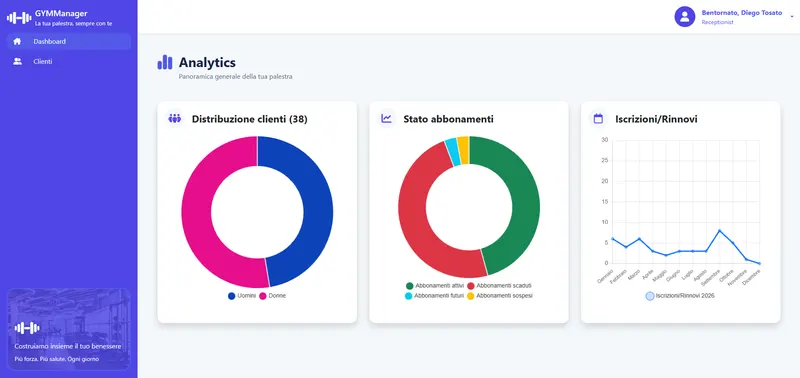 GYMManager
La tua palestra, sempre con te
Dashboard
Clienti
Costruiamo insieme il tuo benessere
Più forza. Più salute. Ogni giorno
Bentornato, Diego Tosato
Receptionist
Analytics
Panoramica generale della tua palestra
Distribuzione clienti (38)
Uomini
Donne
Stato abbonamenti
Abbonamenti attivi
Abbonamenti scaduti
Abbonamenti futuri
Abbonamenti sospesi
Iscrizioni/Rinnovi
30
25
20
15
10
5
0
Gennaio
Febbraio
Marzo
Aprile
Maggio
Giugno
Luglio
Agosto
Settembre
Ottobre
Novembre
Dicembre
Iscrizioni/Rinnovi 2026